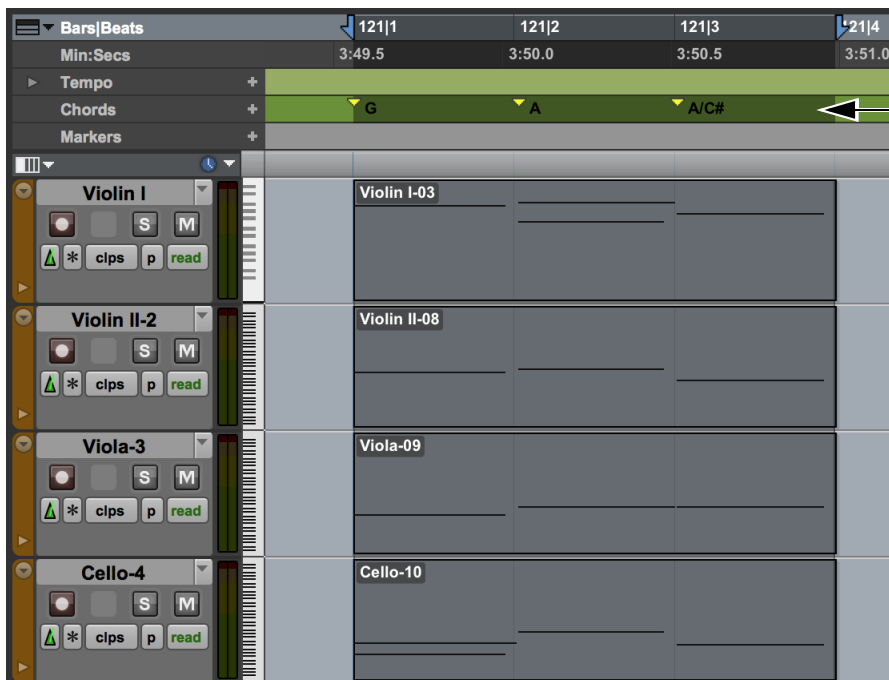 Bars|Beats 121|1 121|2 121|3 121|4
Min:Secs 3:49.5 3:50.0 3:50.5 3:51.0
Tempo +
Chords + G A A/C#
Markers +
Violin I Violin I-03
S M
* clps p read
Violin II-2 Violin II-08
S M
* clps p read
Viola-3 Viola-09
S M
* clps p read
Cello-4 Cello-10
S M
* clps p read